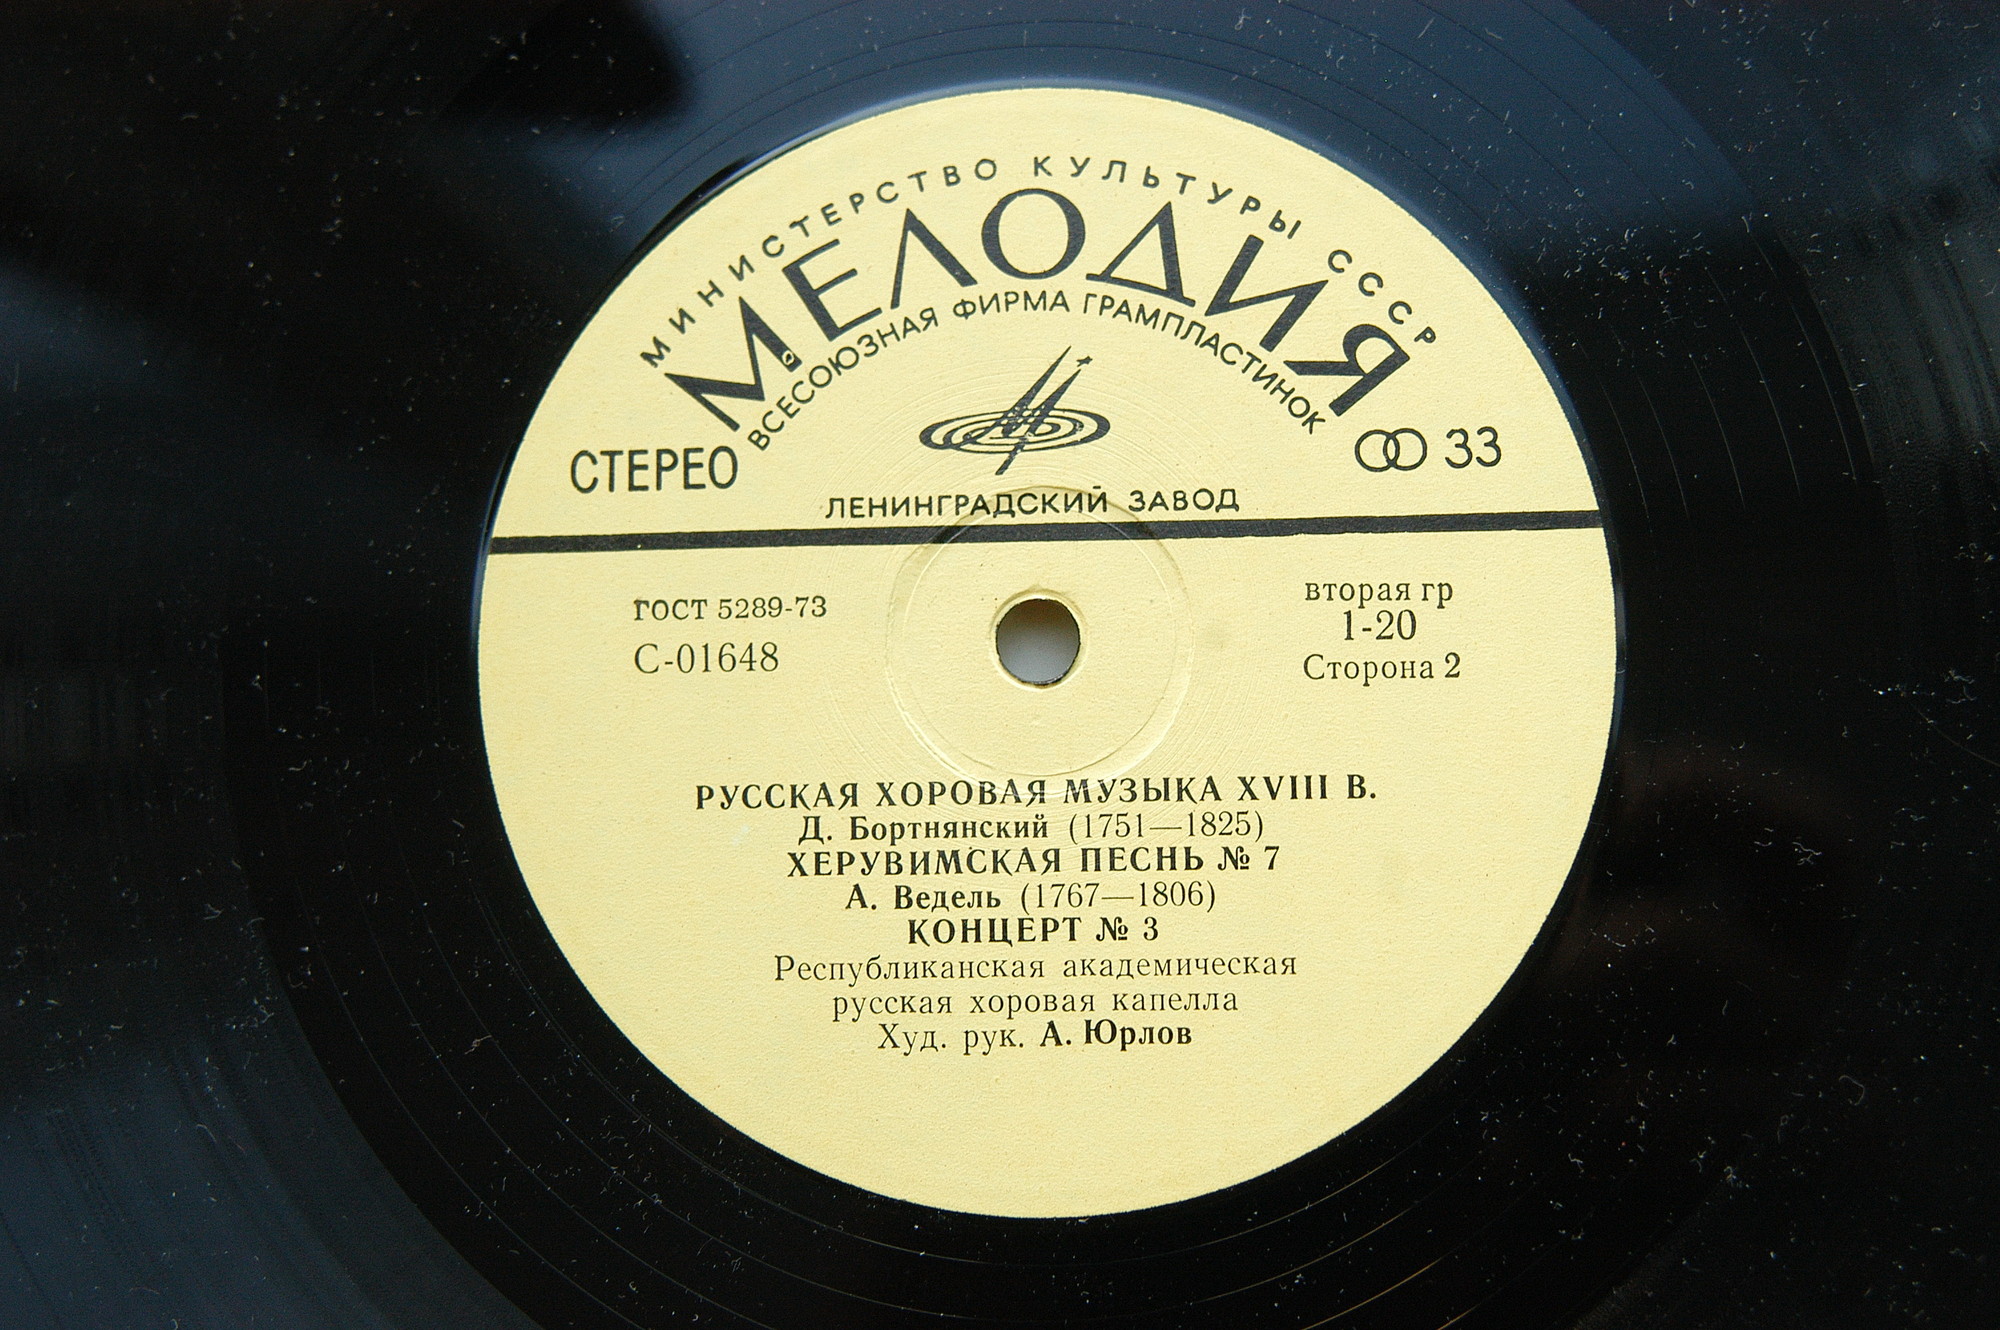 МИНИСТЕРСТВО КУЛЬТУРЫ СССР
МЕЛОДИЯ
ВСЕСОЮЗНАЯ ФИРМА ГРАМПЛАСТИНОК
СТЕРЕО
33
ЛЕНИНГРАДСКИЙ ЗАВОД
ГОСТ 5289-73
С-01648
вторая гр
1-20
Сторона 2
РУССКАЯ ХОРОВАЯ МУЗЫКА XVIII В.
Д. Бортнянский (1751—1825)
ХЕРУВИМСКАЯ ПЕСНЬ № 7
А. Ведель (1767—1806)
КОНЦЕРТ № 3
Республиканская академическая
русская хоровая капелла
Худ. рук. А. Юрлов